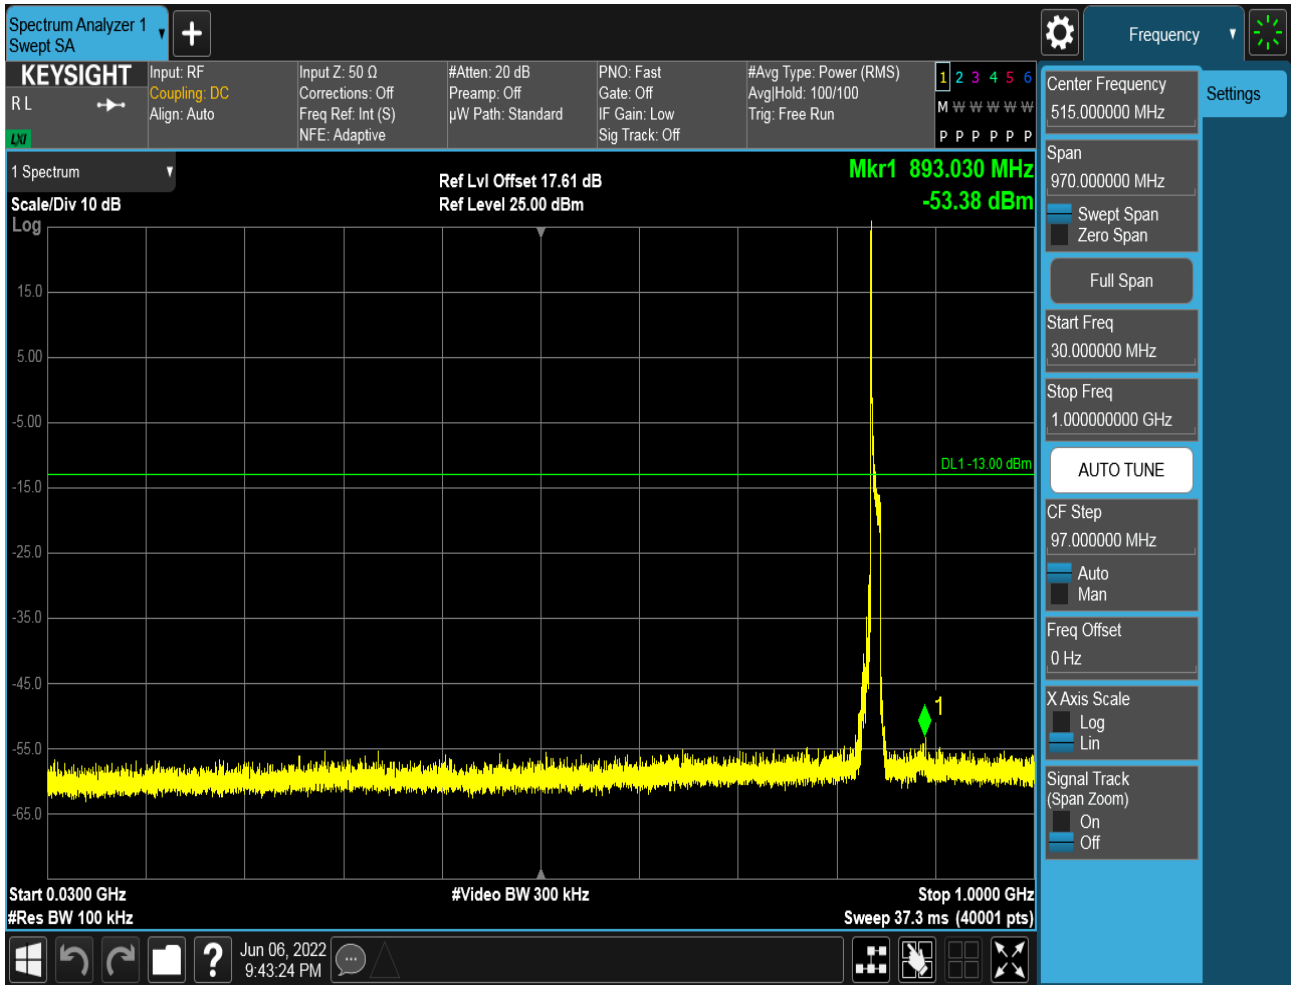 Spectrum Analyzer 1
Swept SA
Frequency
KEYSIGHT
R L
LXI
Input: RF
Coupling: DC
Align: Auto
Input Z: 50 Ω
Corrections: Off
Freq Ref: Int (S)
NFE: Adaptive
#Atten: 20 dB
Preamp: Off
µW Path: Standard
PNO: Fast
Gate: Off
IF Gain: Low
Sig Track: Off
#Avg Type: Power (RMS)
Avg|Hold: 100/100
Trig: Free Run
1 2 3 4 5 6
M W W W W W
P P P P P P
1 Spectrum
Scale/Div 10 dB
Log
Ref Lvl Offset 17.61 dB
Ref Level 25.00 dBm
Mkr1 893.030 MHz
-53.38 dBm
15.0
5.00
-5.00
-15.0
-25.0
-35.0
-45.0
-55.0
-65.0
DL1 -13.00 dBm
1
Start 0.0300 GHz
#Res BW 100 kHz
#Video BW 300 kHz
Stop 1.0000 GHz
Sweep 37.3 ms (40001 pts)
Jun 06, 2022
9:43:24 PM
Center Frequency
515.000000 MHz
Settings
Span
970.000000 MHz
Swept Span
Zero Span
Full Span
Start Freq
30.000000 MHz
Stop Freq
1.000000000 GHz
AUTO TUNE
CF Step
97.000000 MHz
Auto
Man
Freq Offset
0 Hz
X Axis Scale
Log
Lin
Signal Track
(Span Zoom)
On
Off